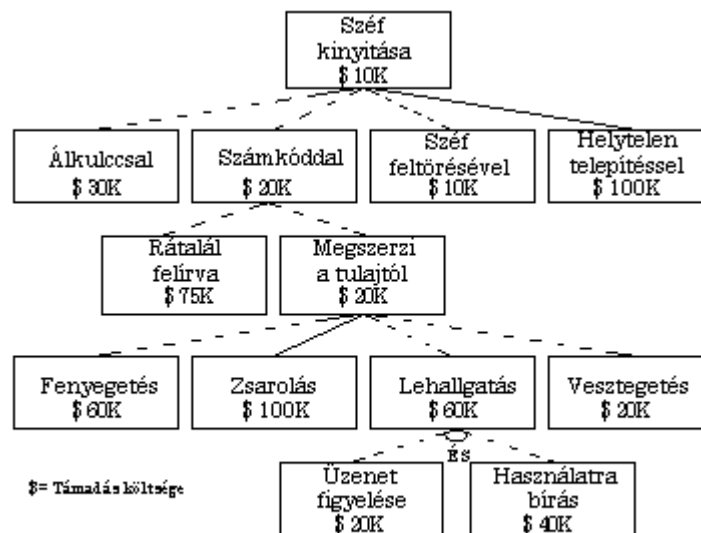 Széf
kinyitása
$ 10K
Álkulccsal
$ 30K
Számkóddal
$ 20K
Széf
feltörésével
$ 10K
Helytelen
telepítéssel
$ 100K
Rátalál
felírva
$ 75K
Megszerzi
a tulajtól
$ 20K
Fenyegetés
$ 60K
Zsarolás
$ 100K
Lehallgatás
$ 60K
Vesztegetés
$ 20K
ÉS
$= Támadás költsége
Üzenet
figyelése
$ 20K
Használatra
bírás
$ 40K